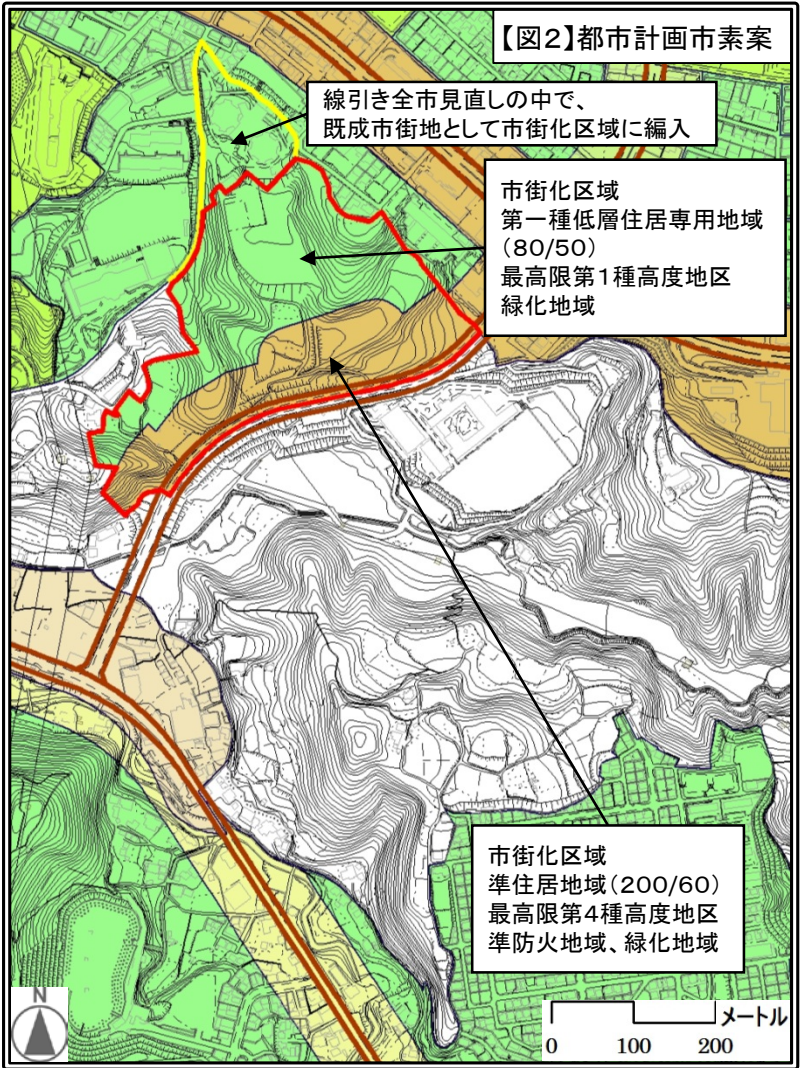 【図2】都市計画市素案
線引き全市見直しの中で、
既成市街地として市街化区域に編入
市街化区域
第一種低層住居専用地域
(80/50)
最高限第1種高度地区
緑化地域
市街化区域
準住居地域(200/60)
最高限第4種高度地区
準防火地域、緑化地域
N
メートル
0 100 200